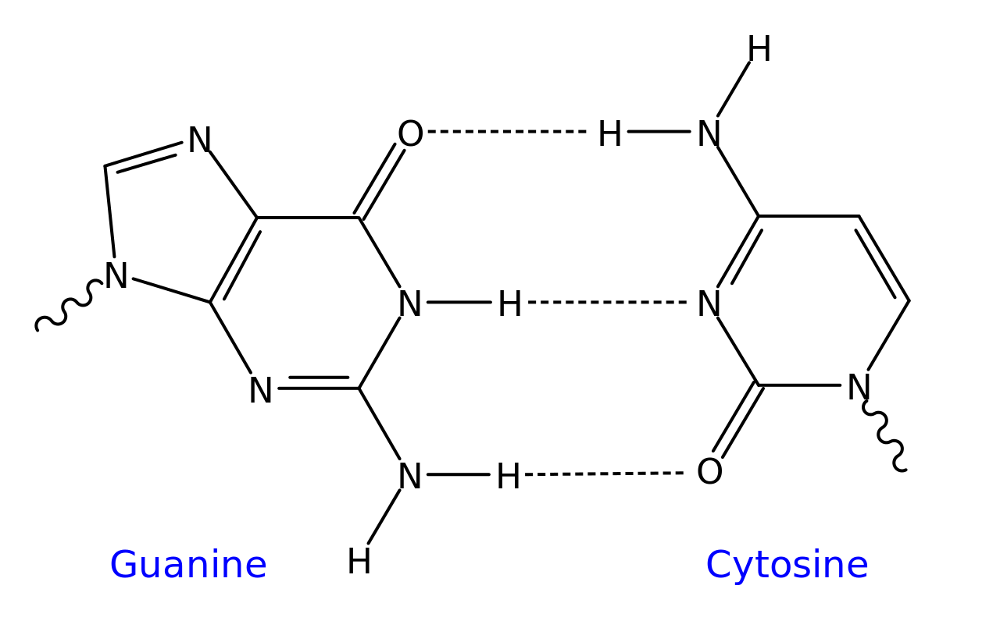 H
N O H N
N N H N
N N
N H O
H
Guanine Cytosine